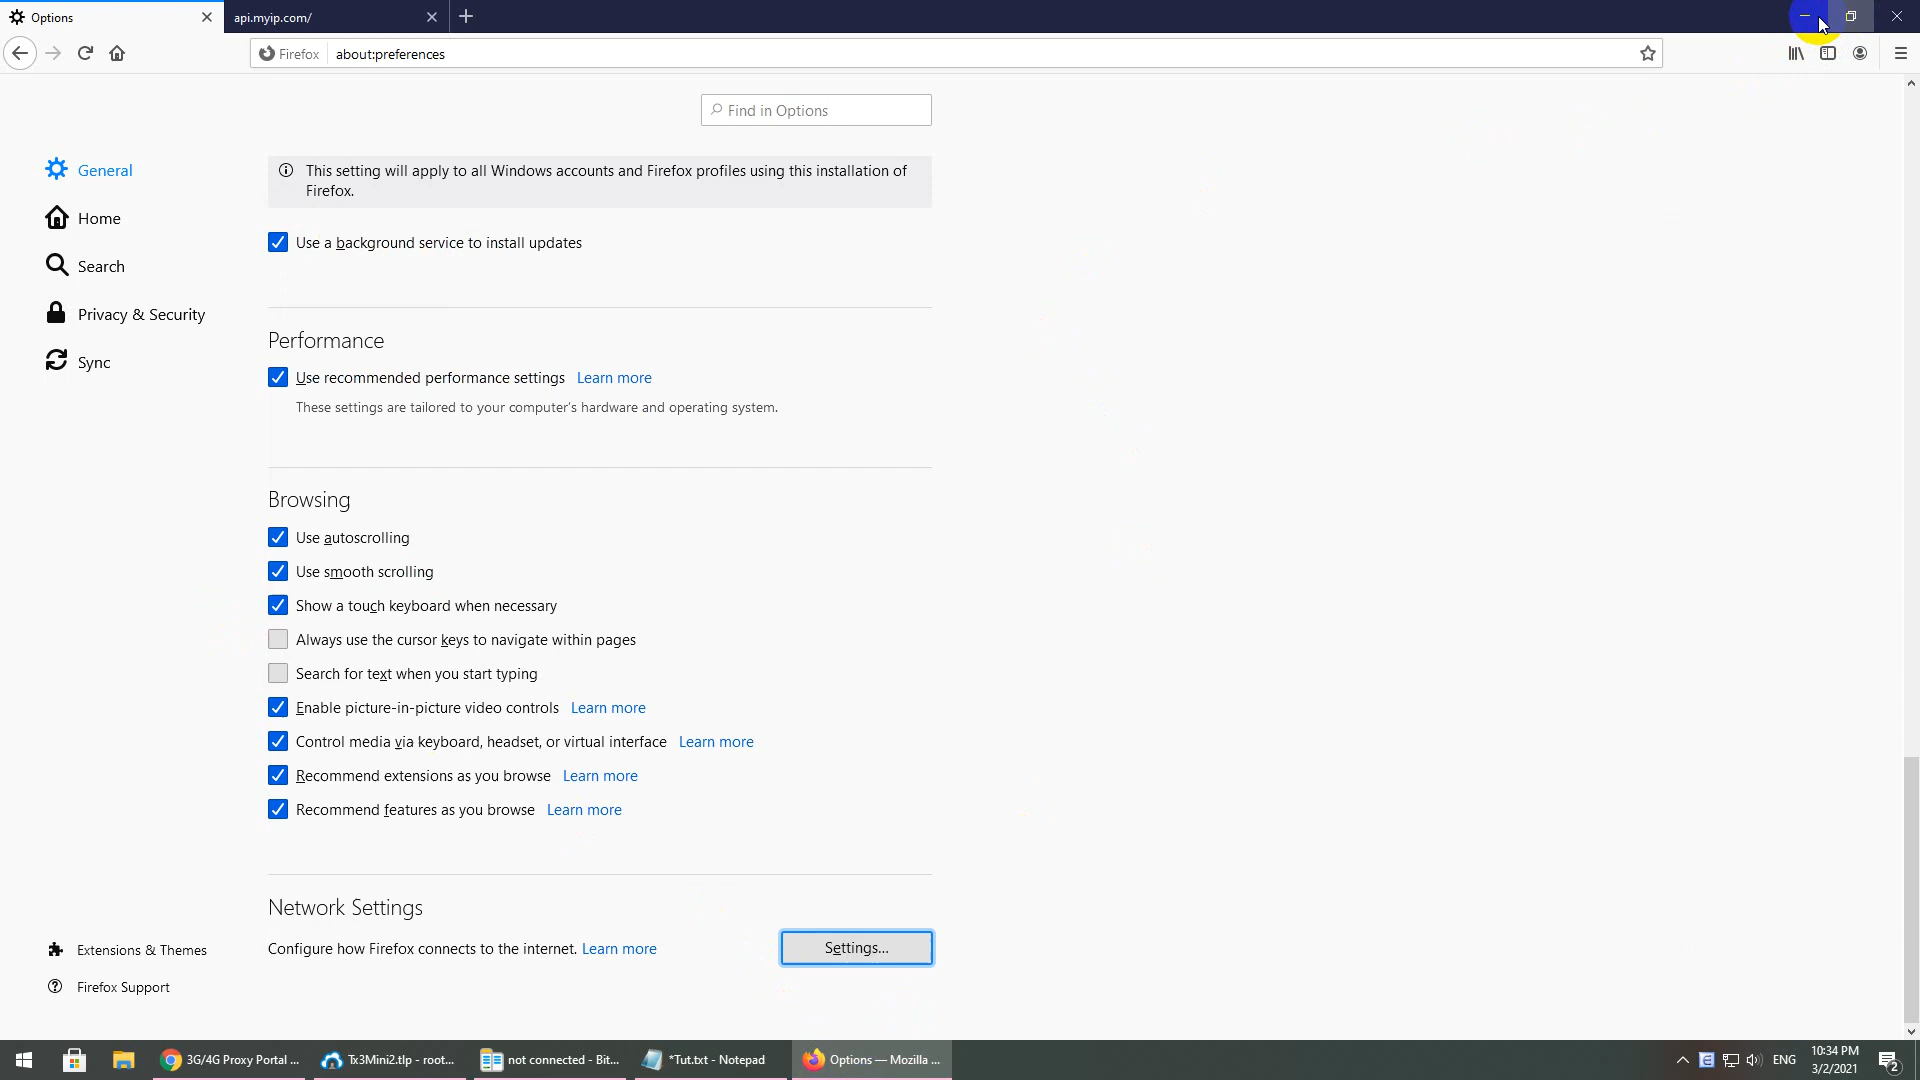 Options
api.myip.com/
Firefox
about:preferences
Find in Options
General
Home
Search
Privacy & Security
Sync
This setting will apply to all Windows accounts and Firefox profiles using this installation of
Firefox.
Use a background service to install updates
Performance
Use recommended performance settings Learn more
These settings are tailored to your computer's hardware and operating system.
Browsing
Use autoscrolling
Use smooth scrolling
Show a touch keyboard when necessary
Always use the cursor keys to navigate within pages
Search for text when you start typing
Enable picture-in-picture video controls Learn more
Control media via keyboard, headset, or virtual interface Learn more
Recommend extensions as you browse Learn more
Recommend features as you browse Learn more
Network Settings
Configure how Firefox connects to the internet. Learn more
Settings...
Extensions & Themes
Firefox Support
3G/4G Proxy Portal ...
Tx3Mini2.tlp - root...
not connected - Bit...
*Tut.txt - Notepad
Options — Mozilla ...
ENG
10:34 PM
3/2/2021
2